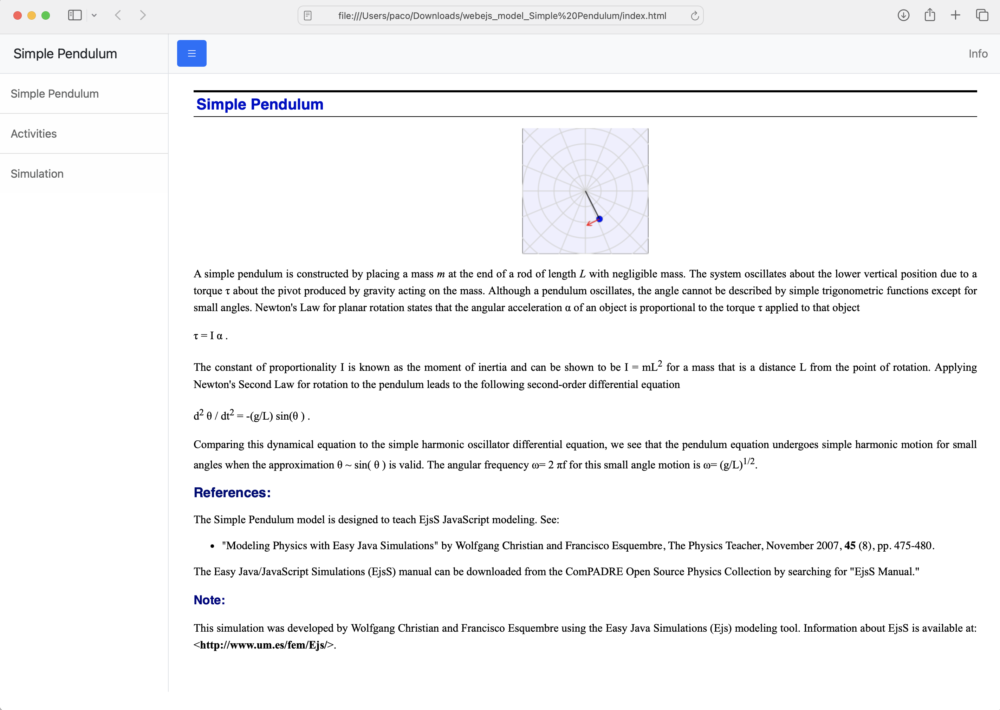 file:///Users/paco/Downloads/webejs_model_Simple%20Pendulum/index.html
Simple Pendulum
Info
Simple Pendulum
Activities
Simulation
Simple Pendulum
A simple pendulum is constructed by placing a mass m at the end of a rod of length L with negligible mass. The system oscillates about the lower vertical position due to a
torque τ about the pivot produced by gravity acting on the mass. Although a pendulum oscillates, the angle cannot be described by simple trigonometric functions except for
small angles. Newton's Law for planar rotation states that the angular acceleration α of an object is proportional to the torque τ applied to that object
τ = I α .
The constant of proportionality I is known as the moment of inertia and can be shown to be I = mL² for a mass that is a distance L from the point of rotation. Applying
Newton's Second Law for rotation to the pendulum leads to the following second-order differential equation
d² θ / dt² = -(g/L) sin(θ ) .
Comparing this dynamical equation to the simple harmonic oscillator differential equation, we see that the pendulum equation undergoes simple harmonic motion for small
angles when the approximation θ ~ sin( θ ) is valid. The angular frequency ω= 2 πf for this small angle motion is ω= (g/L)^1/2.
References:
The Simple Pendulum model is designed to teach EjsS JavaScript modeling. See:
• "Modeling Physics with Easy Java Simulations" by Wolfgang Christian and Francisco Esquembre, The Physics Teacher, November 2007, 45 (8), pp. 475-480.
The Easy Java/JavaScript Simulations (EjsS) manual can be downloaded from the ComPADRE Open Source Physics Collection by searching for "EjsS Manual."
Note:
This simulation was developed by Wolfgang Christian and Francisco Esquembre using the Easy Java Simulations (Ejs) modeling tool. Information about EjsS is available at:
<http://www.um.es/fem/Ejs/>.